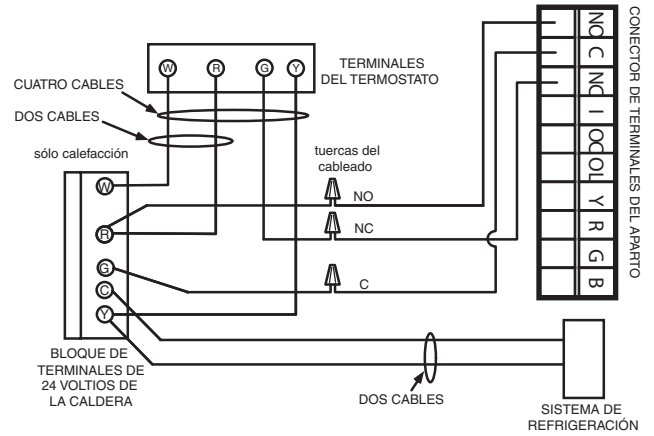 TERMINALES
DEL TERMOSTATO
W
R
G
Y
CUATRO CABLES
DOS CABLES
sólo calefacción
tuercas del
cableado
W
R
G
C
Y
NO
NC
C
NO
C
NC
I
OC
OL
Y
R
G
B
CONECTOR DE TERMINALES DEL APARTO
BLOQUE DE
TERMINALES DE
24 VOLTIOS DE
LA CALDERA
DOS CABLES
SISTEMA DE
REFRIGERACIÓN